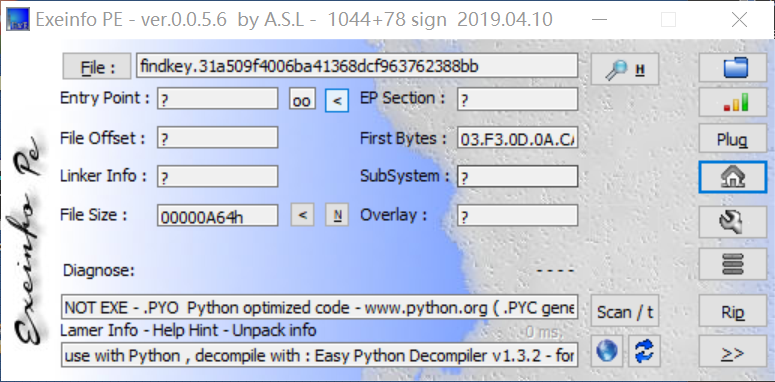 Exeinfo PE - ver.0.0.5.6 by A.S.L - 1044+78 sign 2019.04.10
File : findkey.31a509f4006ba41368dcf963762388bb H
Entry Point : ? oo < EP Section : ?
File Offset : ? First Bytes : 03.F3.0D.0A.CA Plug
Linker Info : ? SubSystem : ?
File Size : 00000A64h < N Overlay : ?
Diagnose: ----
NOT EXE - .PYO Python optimized code - www.python.org ( .PYC gene Scan / t Rip
Lamer Info - Help Hint - Unpack info 0 ms.
use with Python , decompile with : Easy Python Decompiler v1.3.2 - for >>
Exeinfo Pe